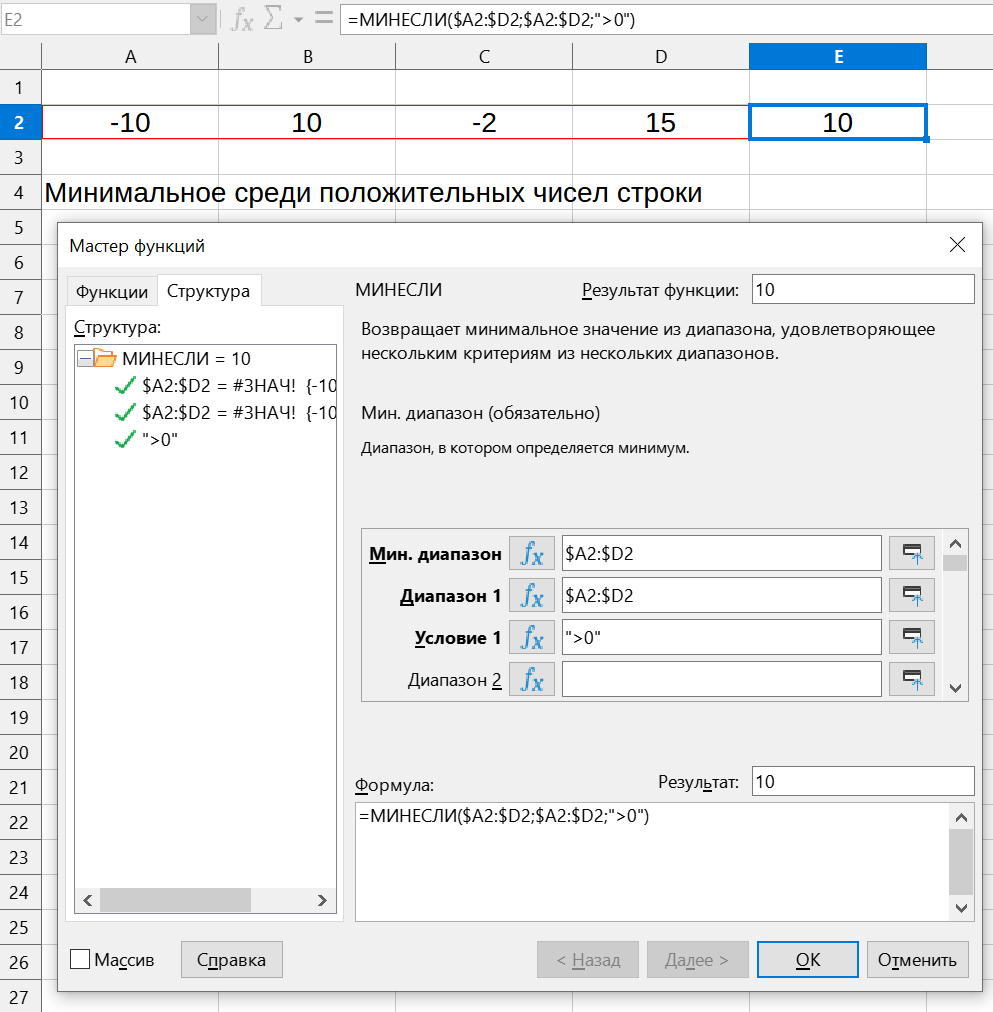 E2 fx Σ = =МИНЕСЛИ($A2:$D2;$A2:$D2;">0")
A B C D E
1
2 -10 10 -2 15 10
3
4 Минимальное среди положительных чисел строки
5
Мастер функций
6
7 Функции Структура МИНЕСЛИ Результат функции: 10
8 Структура: Возвращает минимальное значение из диапазона, удовлетворяющее
нескольким критериям из нескольких диапазонов.
9 МИНЕСЛИ = 10
10 $A2:$D2 = #ЗНАЧ! {-10
11 $A2:$D2 = #ЗНАЧ! {-10 Мин. диапазон (обязательно)
12 ">0" Диапазон, в котором определяется минимум.
13
14 Мин. диапазон fx $A2:$D2
15 Диапазон 1 fx $A2:$D2
16
17 Условие 1 fx ">0"
18 Диапазон 2 fx
19
20
21 Формула: Результат: 10
22 =МИНЕСЛИ($A2:$D2;$A2:$D2;">0")
23
24
25
26 Массив Справка < Назад Далее > OK Отменить
27